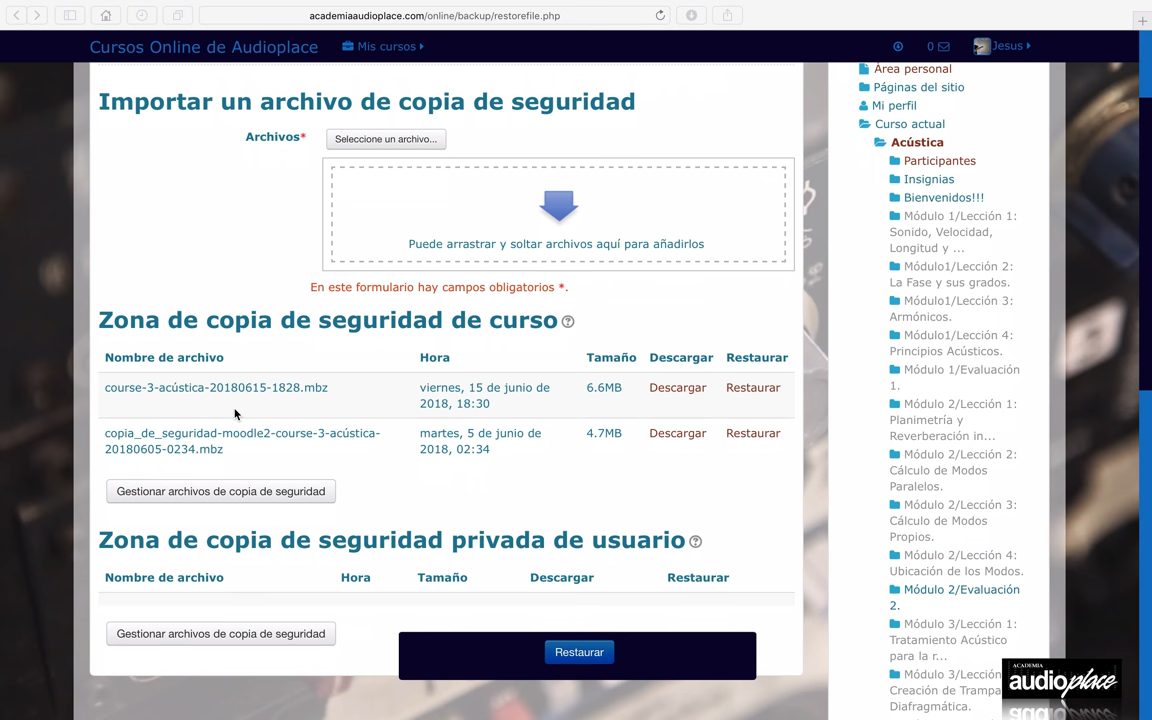 academiaaudioplace.com/online/backup/restorefile.php
Cursos Online de Audioplace
Mis cursos
0
Jesus
Importar un archivo de copia de seguridad
Archivos*
Seleccione un archivo...
Puede arrastrar y soltar archivos aquí para añadirlos
En este formulario hay campos obligatorios *.
Zona de copia de seguridad de curso
Nombre de archivo Hora Tamaño Descargar Restaurar
course-3-acústica-20180615-1828.mbz viernes, 15 de junio de 6.6MB Descargar Restaurar
2018, 18:30
copia_de_seguridad-moodle2-course-3-acústica- martes, 5 de junio de 4.7MB Descargar Restaurar
20180605-0234.mbz 2018, 02:34
Gestionar archivos de copia de seguridad
Zona de copia de seguridad privada de usuario
Nombre de archivo Hora Tamaño Descargar Restaurar
Gestionar archivos de copia de seguridad
Restaurar
Área personal
Páginas del sitio
Mi perfil
Curso actual
Acústica
Participantes
Insignias
Bienvenidos!!!
Módulo 1/Lección 1:
Sonido, Velocidad,
Longitud y ...
Módulo1/Lección 2:
La Fase y sus grados.
Módulo1/Lección 3:
Armónicos.
Módulo1/Lección 4:
Principios Acústicos.
Módulo 1/Evaluación
1.
Módulo 2/Lección 1:
Planimetría y
Reverberación in...
Módulo 2/Lección 2:
Cálculo de Modos
Paralelos.
Módulo 2/Lección 3:
Cálculo de Modos
Propios.
Módulo 2/Lección 4:
Ubicación de los Modos.
Módulo 2/Evaluación
2.
Módulo 3/Lección 1:
Tratamiento Acústico
para la r...
Módulo 3/Lección
Creación de Trampa
Diafragmática.
ACADEMIA
audioplace